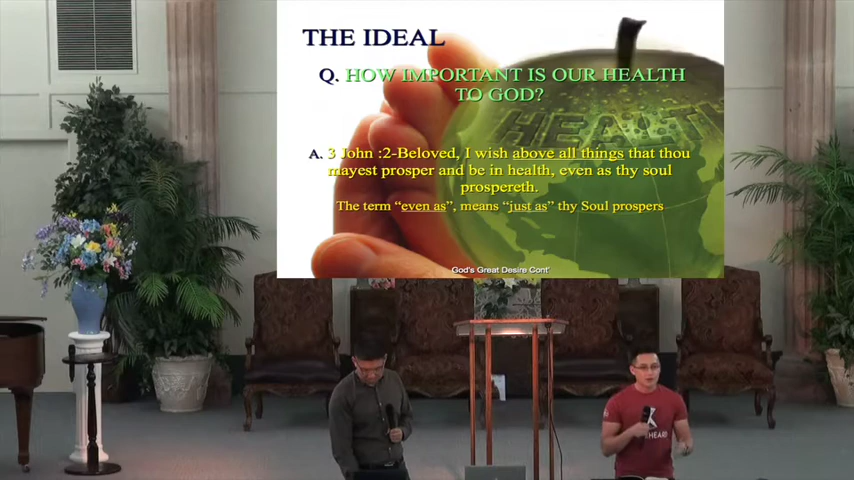 THE IDEAL
Q. HOW IMPORTANT IS OUR HEALTH
TO GOD?
HEALTH
A. 3 John :2-Beloved, I wish above all things that thou
mayest prosper and be in health, even as thy soul
prospereth.
The term “even as”, means “just as” thy Soul prospers
God's Great Desire Cont'